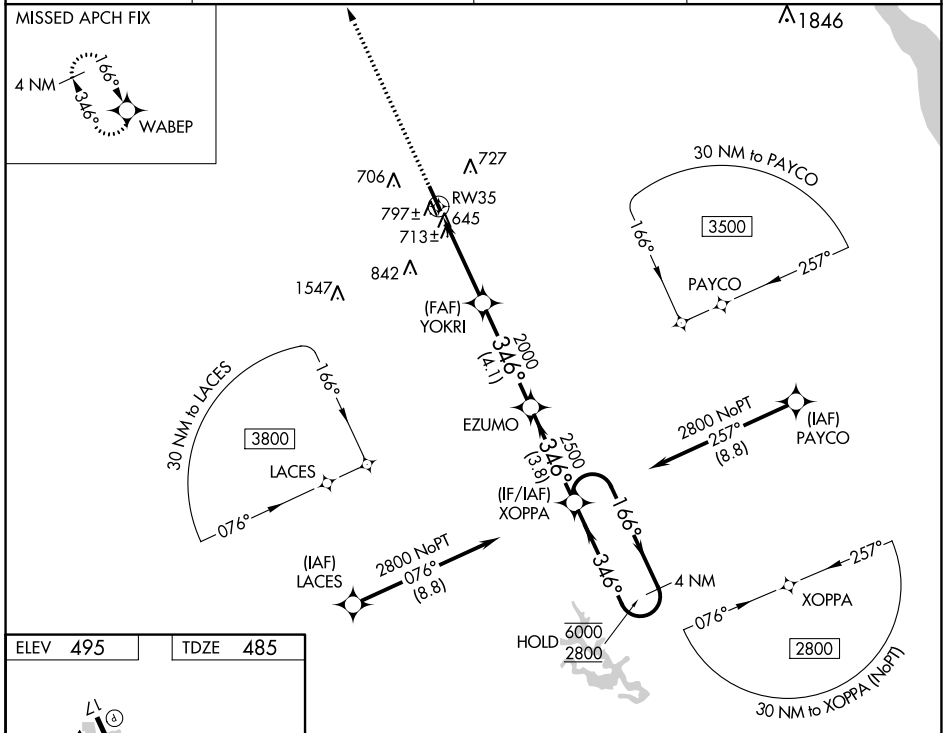 MISSED APCH FIX
4 NM
166°
346°
WABEP
1846
727
706
RW35
797±
645
713±
842
1547
(FAF)
YOKRI
2000
346°
(4.1)
EZUMO
2500
346°
(3.8)
(IF/IAF)
XOPPA
166°
346°
4 NM
HOLD
6000
2800
30 NM to PAYCO
3500
166°
257°
PAYCO
2800 NoPT
257°
(8.8)
(IAF)
PAYCO
30 NM to LACES
166°
3800
LACES
076°
(IAF)
LACES
2800 NoPT
076°
(8.8)
257°
XOPPA
076°
2800
30 NM to XOPPA (NoPT)
ELEV 495
TDZE 485
17
P